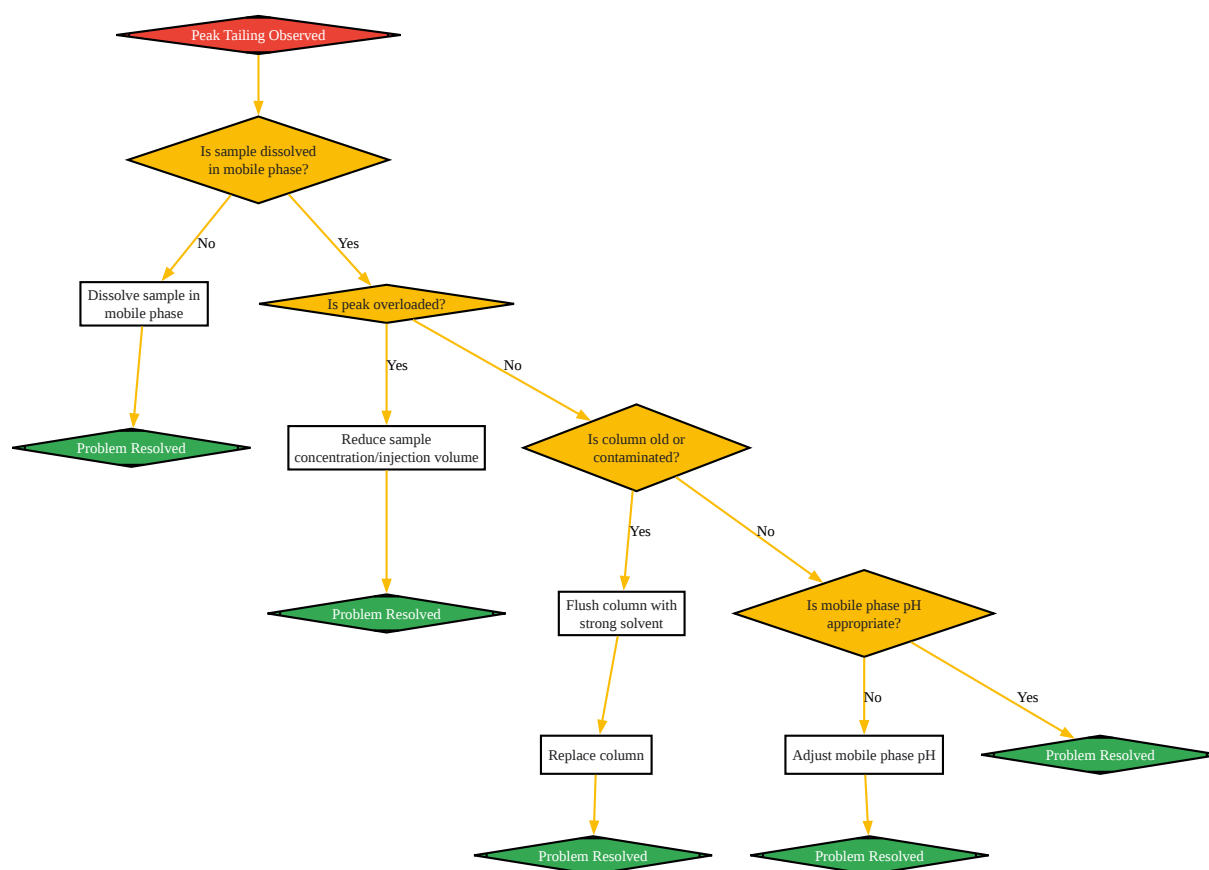 Peak Tailing Observed
Is sample dissolved
in mobile phase?
No
Yes
Dissolve sample in
mobile phase
Is peak overloaded?
Yes
No
Problem Resolved
Reduce sample
concentration/injection volume
Is column old or
contaminated?
Yes
No
Problem Resolved
Flush column with
strong solvent
Is mobile phase pH
appropriate?
No
Yes
Replace column
Adjust mobile phase pH
Problem Resolved
Problem Resolved
Problem Resolved